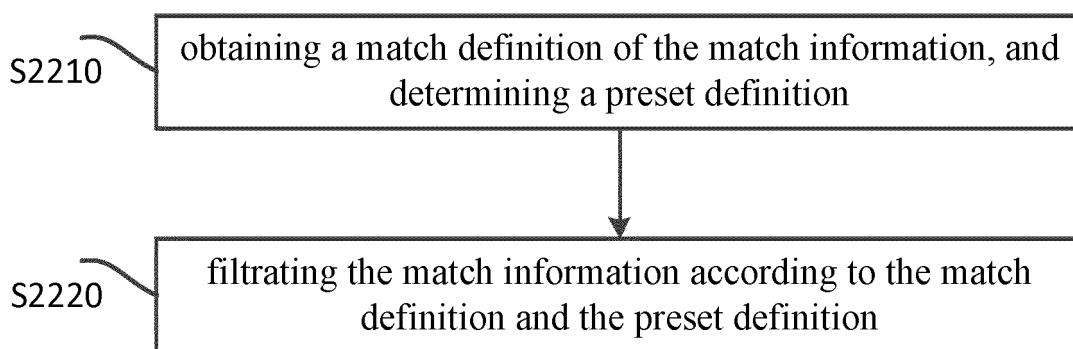 S2210
obtaining a match definition of the match information, and
determining a preset definition
S2220
filtrating the match information according to the match
definition and the preset definition